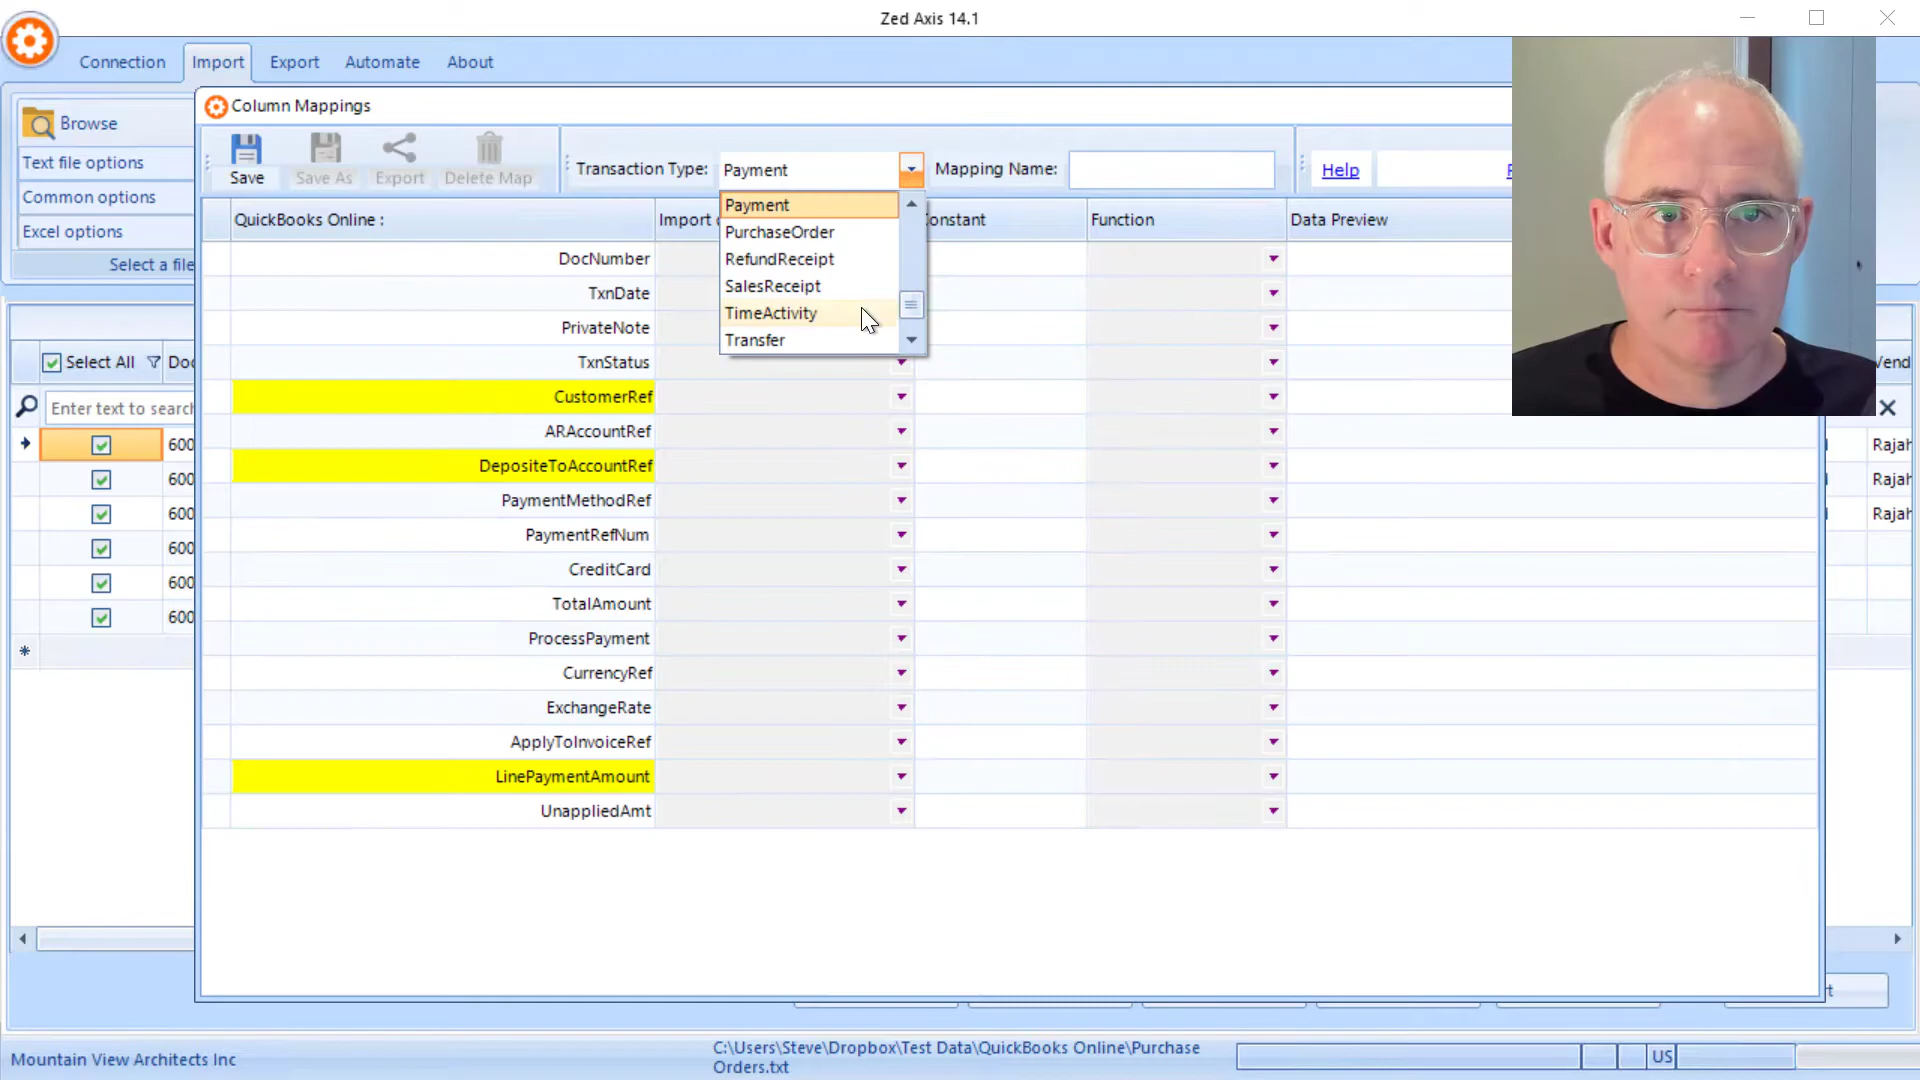 Zed Axis 14.1
Connection Import Export Automate About
Browse
Text file options
Common options
Excel options
Select a file
Column Mappings
Save Save As Export Delete Map
Transaction Type: Payment Mapping Name: Help
Payment
PurchaseOrder
RefundReceipt
SalesReceipt
TimeActivity
Transfer
QuickBooks Online : Import Constant Function Data Preview
DocNumber
TxnDate
PrivateNote
TxnStatus
CustomerRef
ARAccountRef
DepositeToAccountRef
PaymentMethodRef
PaymentRefNum
CreditCard
TotalAmount
ProcessPayment
CurrencyRef
ExchangeRate
ApplyToInvoiceRef
LinePaymentAmount
UnappliedAmt
Select All Doc
Enter text to search
600
600
600
600
600
600
Vend
Rajah
Rajah
Rajah
Mountain View Architects Inc
C:\Users\Steve\Dropbox\Test Data\QuickBooks Online\Purchase
Orders.txt
US